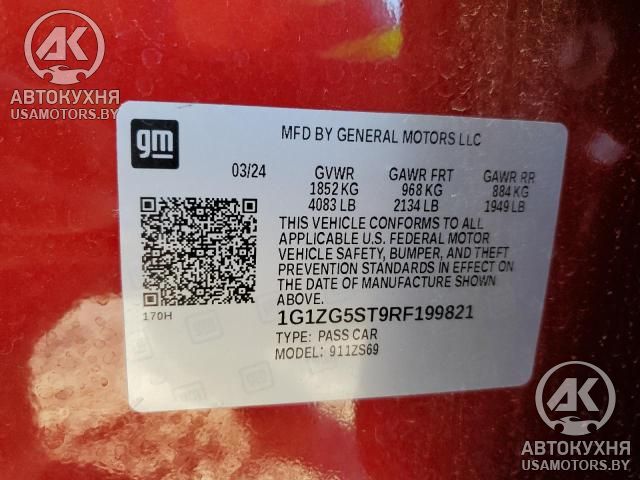 AK
АВТОКУХНЯ
USAMOTORS.BY
gm
MFD BY GENERAL MOTORS LLC
03/24 GVWR GAWR FRT GAWR RR
1852 KG 968 KG 884 KG
4083 LB 2134 LB 1949 LB
THIS VEHICLE CONFORMS TO ALL
APPLICABLE U.S. FEDERAL MOTOR
VEHICLE SAFETY, BUMPER, AND THEFT
PREVENTION STANDARDS IN EFFECT ON
THE DATE OF MANUFACTURE SHOWN
ABOVE.
170H
1G1ZG5ST9RF199821
TYPE: PASS CAR
MODEL: 911ZS69
AK
АВТОКУХНЯ
USAMOTORS.BY